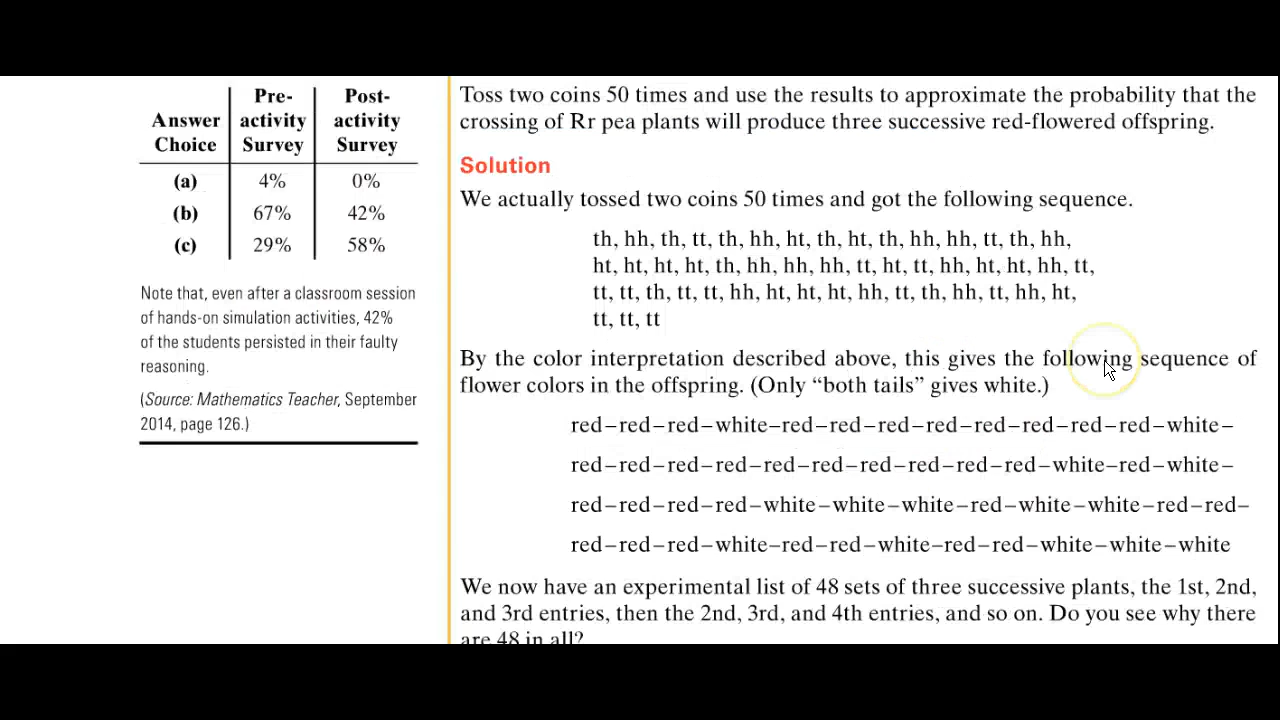 Answer Choice Pre-activity Survey Post-activity Survey
(a) 4% 0%
(b) 67% 42%
(c) 29% 58%
Note that, even after a classroom session
of hands-on simulation activities, 42%
of the students persisted in their faulty
reasoning.
(Source: Mathematics Teacher, September
2014, page 126.)
Toss two coins 50 times and use the results to approximate the probability that the
crossing of Rr pea plants will produce three successive red-flowered offspring.
Solution
We actually tossed two coins 50 times and got the following sequence.
th, hh, th, tt, th, hh, ht, th, ht, th, hh, hh, tt, th, hh,
ht, ht, ht, ht, th, hh, hh, hh, tt, ht, tt, hh, ht, ht, hh, tt,
tt, tt, th, tt, tt, hh, ht, ht, ht, hh, tt, th, hh, tt, hh, ht,
tt, tt, tt
By the color interpretation described above, this gives the following sequence of
flower colors in the offspring. (Only “both tails” gives white.)
red–red–red–white–red–red–red–red–red–red–red–red–white–
red–red–red–red–red–red–red–red–red–red–white–red–white–
red–red–red–red–white–white–white–red–white–white–red–red–
red–red–red–white–red–red–white–red–red–white–white–white
We now have an experimental list of 48 sets of three successive plants, the 1st, 2nd,
and 3rd entries, then the 2nd, 3rd, and 4th entries, and so on. Do you see why there
are 48 in all?